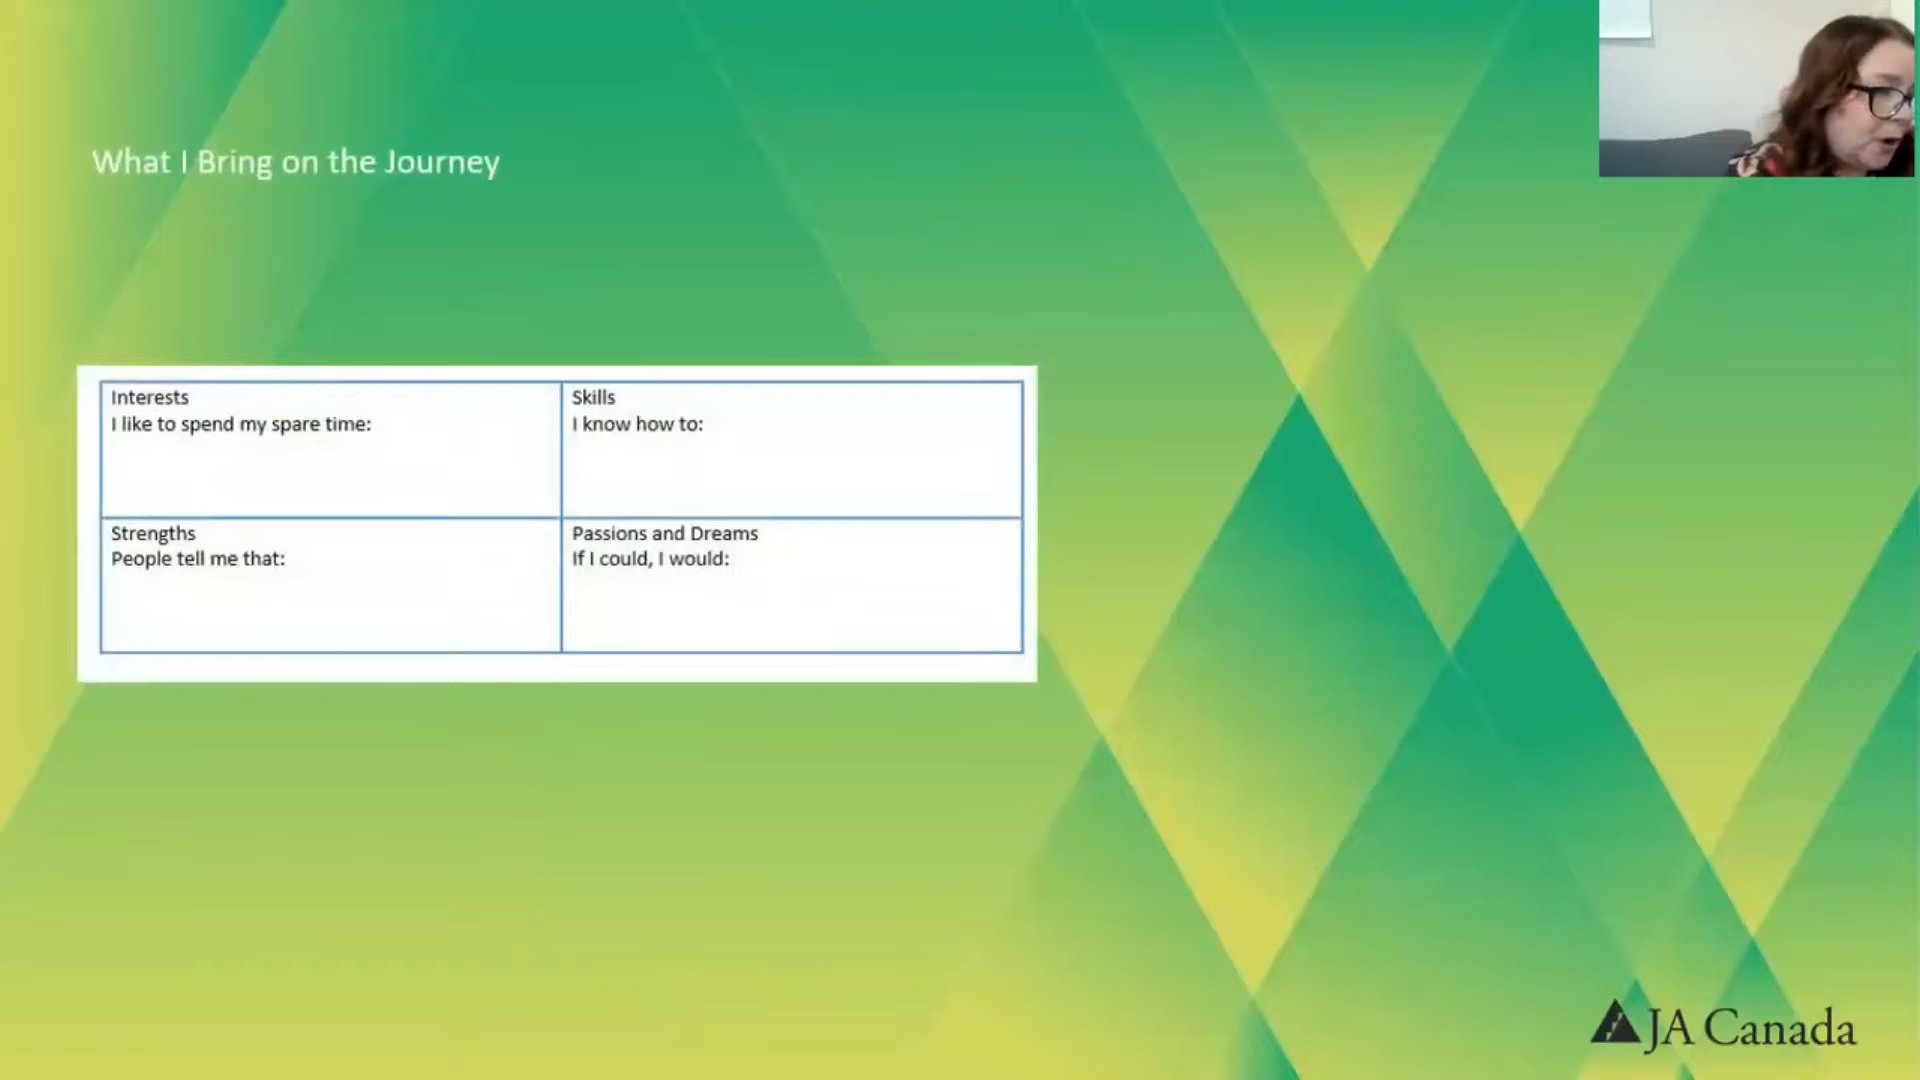 What I Bring on the Journey
Interests
I like to spend my spare time:
Skills
I know how to:
Strengths
People tell me that:
Passions and Dreams
If I could, I would:
JA Canada